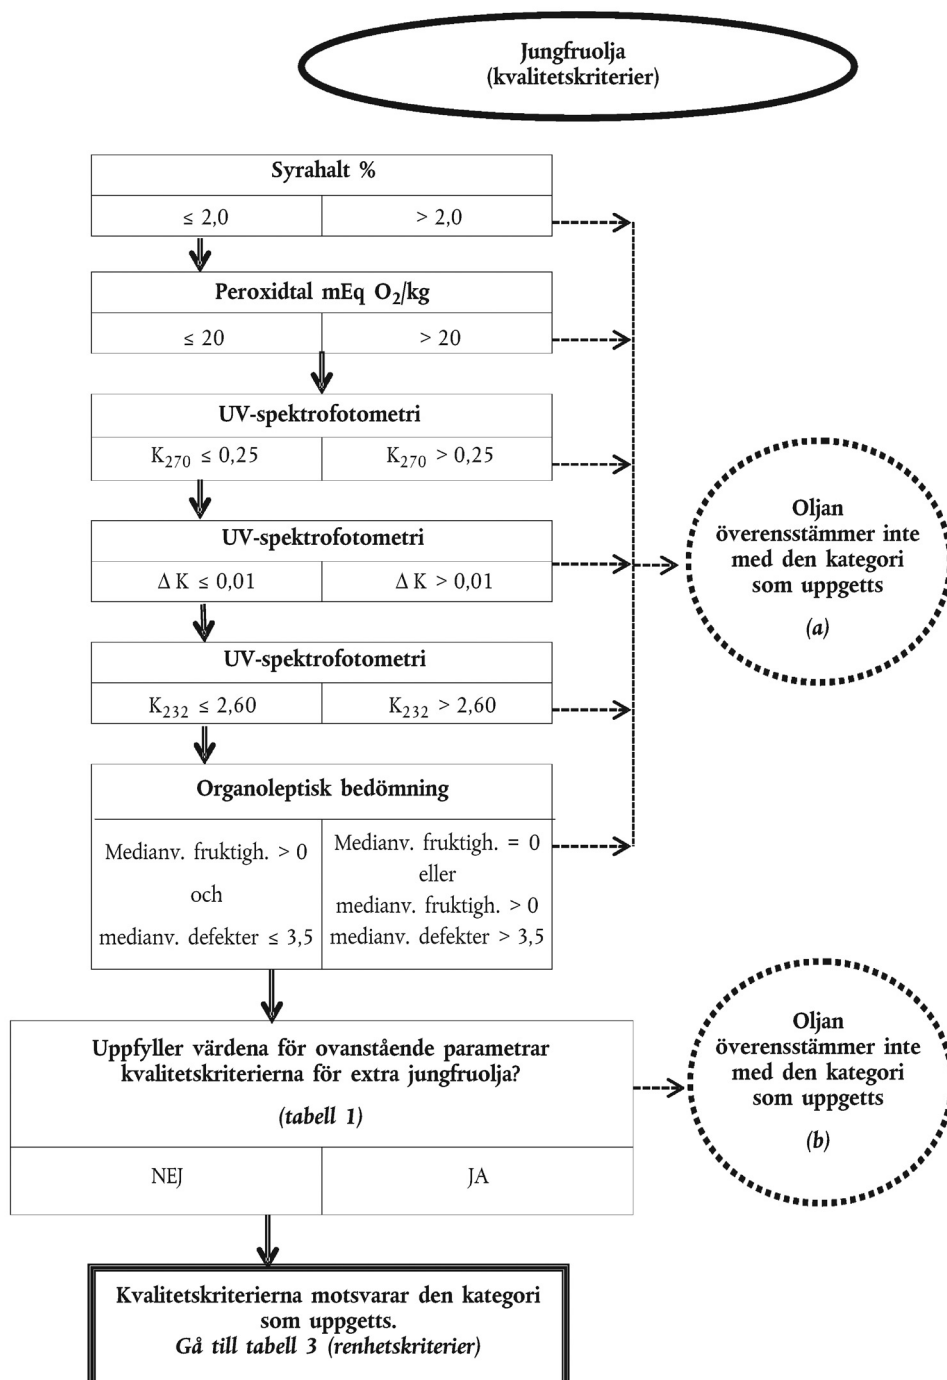 Jungfruolja
(kvalitetskriterier)
Syrahalt %
≤ 2,0
> 2,0
Peroxidtal mEq O₂/kg
≤ 20
> 20
UV-spektrofotometri
K₂₇₀ ≤ 0,25
K₂₇₀ > 0,25
UV-spektrofotometri
Δ K ≤ 0,01
Δ K > 0,01
UV-spektrofotometri
K₂₃₂ ≤ 2,60
K₂₃₂ > 2,60
Organoleptisk bedömning
Medianv. fruktigh. > 0
och
medianv. defekter ≤ 3,5
Medianv. fruktigh. = 0
eller
medianv. fruktigh. > 0
medianv. defekter > 3,5
Oljan
överensstämmer inte
med den kategori
som uppgetts
(a)
Uppfyller värdena för ovanstående parametrar
kvalitetskriterierna för extra jungfruolja?
(tabell 1)
NEJ
JA
Oljan
överensstämmer inte
med den kategori
som uppgetts
(b)
Kvalitetskriterierna motsvarar den kategori
som uppgetts.
Gå till tabell 3 (renhetskriterier)